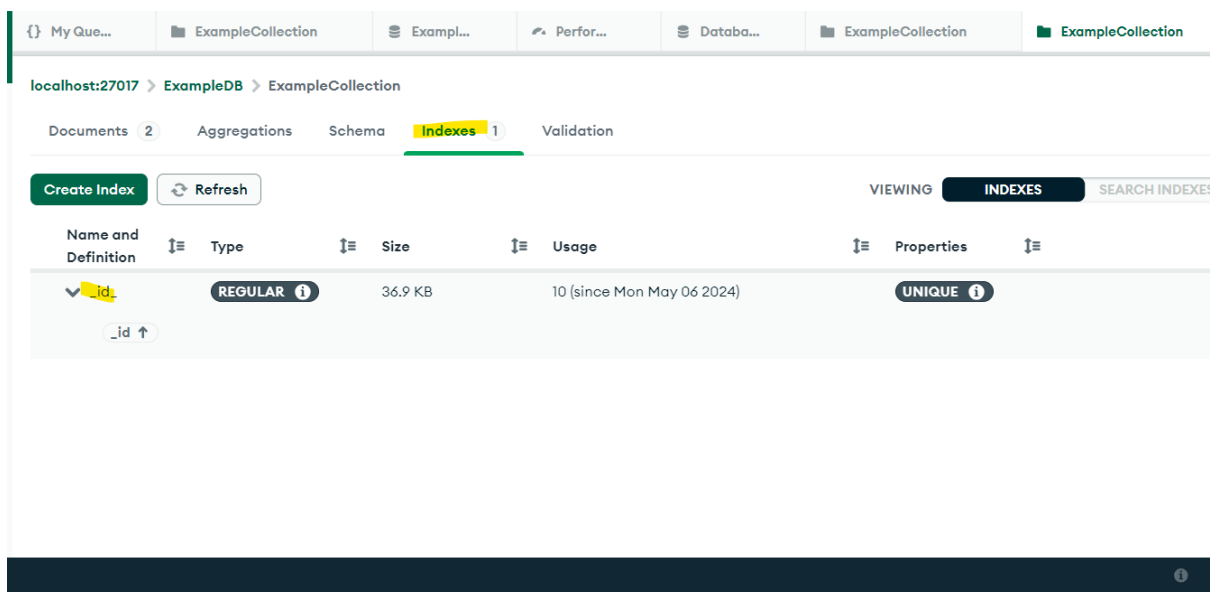 {} My Que... ExampleCollection Exampl... Perfor... Databa... ExampleCollection ExampleCollection
localhost:27017 > ExampleDB > ExampleCollection
Documents 2 Aggregations Schema Indexes 1 Validation
Create Index Refresh VIEWING INDEXES SEARCH INDEXES
Name and
Definition Type Size Usage Properties
_id_ REGULAR 36.9 KB 10 (since Mon May 06 2024) UNIQUE
_id ↑